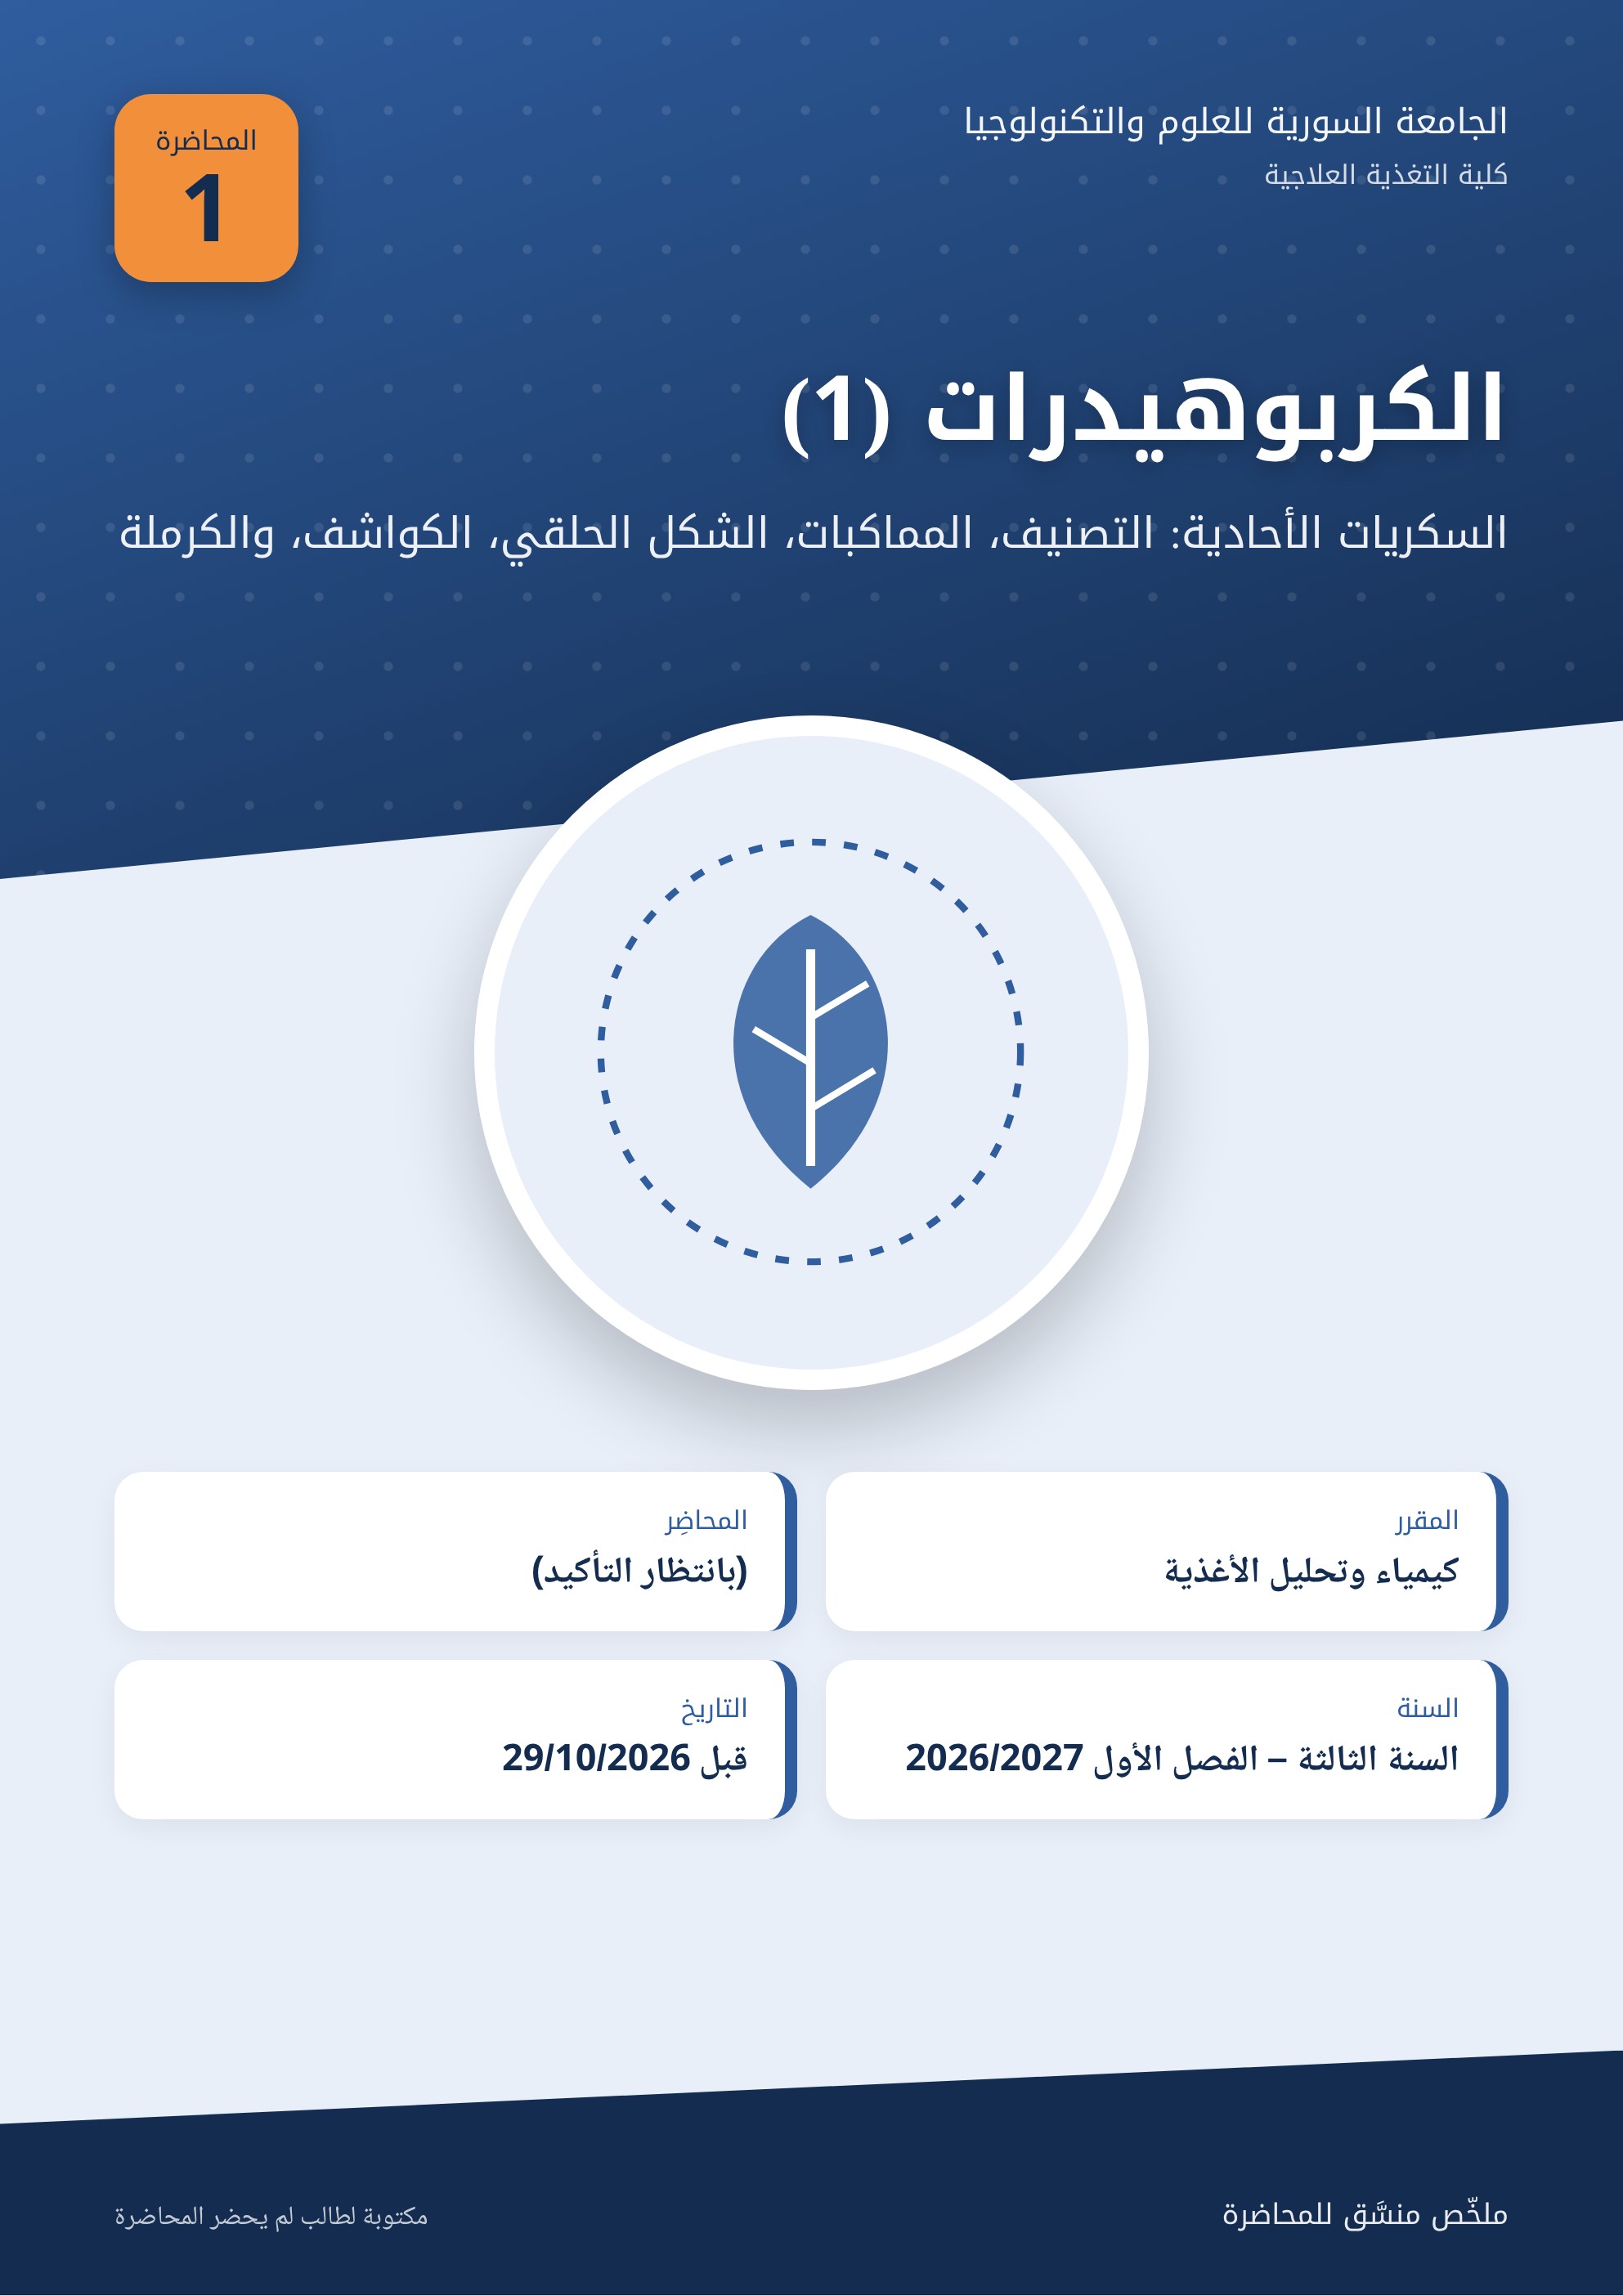 الجامعة السورية للعلوم والتكنولوجيا
كلية التغذية العلاجية
المحاضرة
1
الكربوهيدرات (1)
السكريات الأحادية: التصنيف، المماكبات، الشكل الحلقي، الكواشف، والكرملة
المقرر
كيمياء وتحليل الأغذية
المحاضِر
(بانتظار التأكيد)
السنة
السنة الثالثة – الفصل الأول 2026/2027
التاريخ
قبل 29/10/2026
ملخّص منسَّق للمحاضرة
مكتوبة لطالب لم يحضر المحاضرة